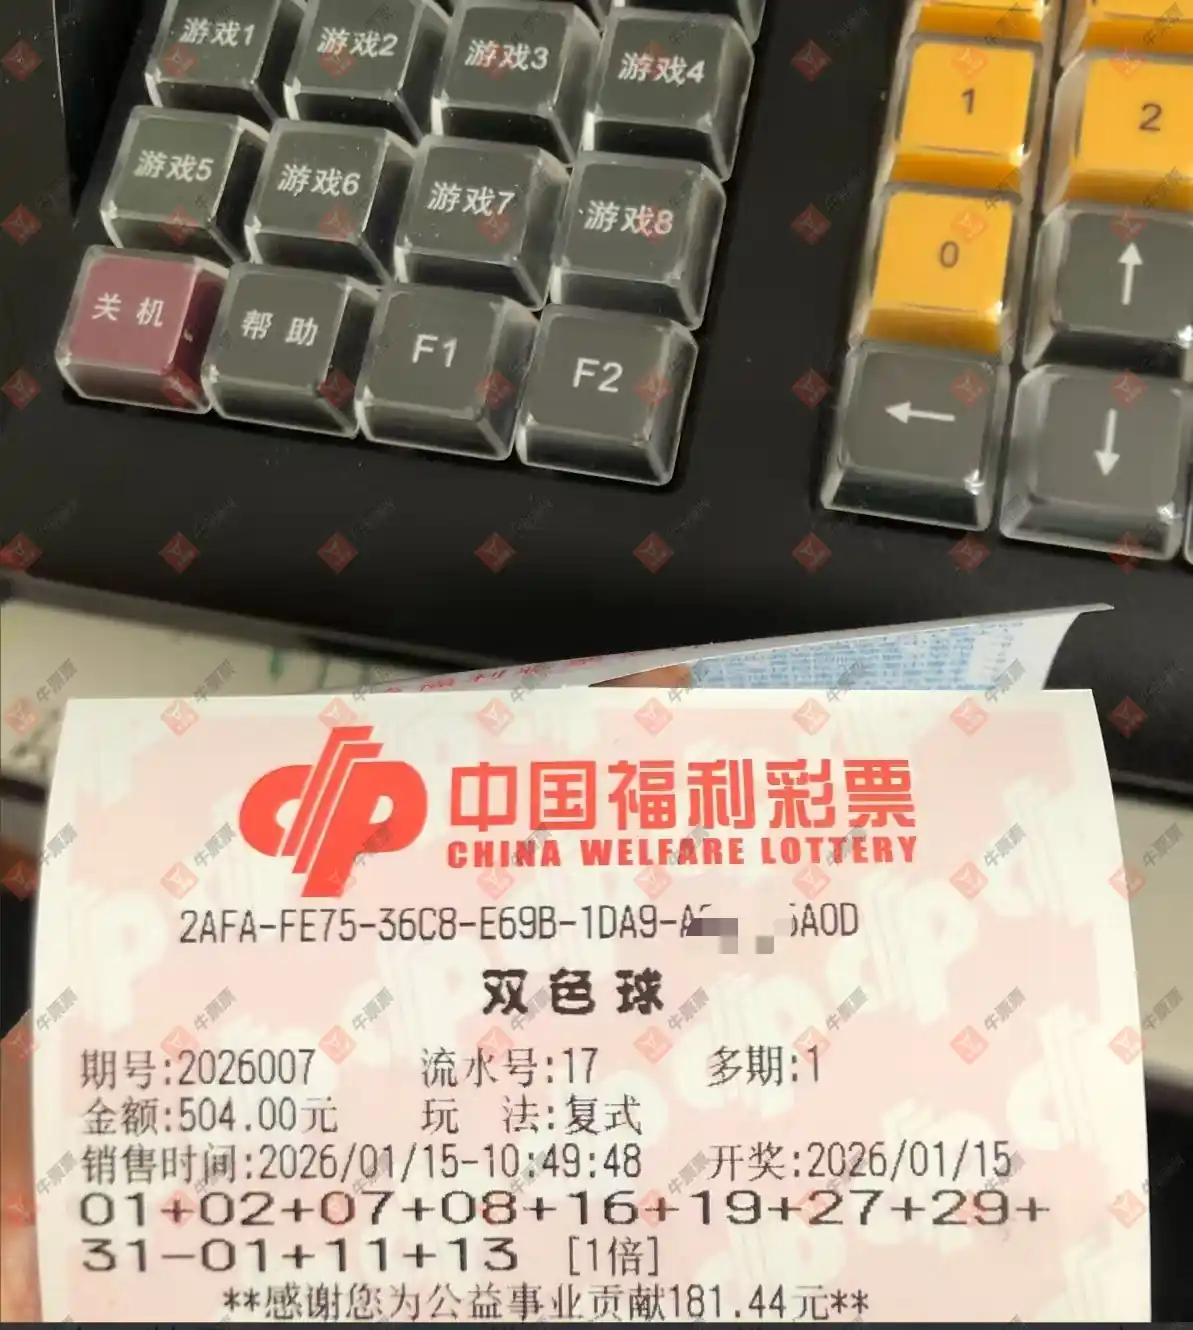 游戏1 游戏2 游戏3 游戏4
1 2
游戏5 游戏6 游戏7 游戏8
0 ↑
关 机 帮 助 F1 F2
← ↓
中国福利彩票
CHINA WELFARE LOTTERY
2AFA-FE75-36C8-E69B-1DA9-A A0D
双色球
期号:2026007 流水号:17 多期:1
金额:504.00元 玩 法:复式
销售时间:2026/01/15-10:49:48 开奖:2026/01/15
01+02+07+08+16+19+27+29+
31-01+11+13 [1倍]
**感谢您为公益事业贡献181.44元**
牛票票